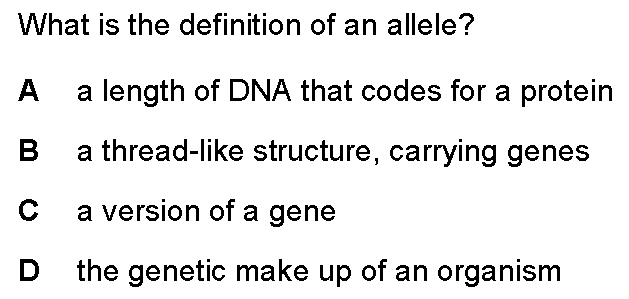 What is the definition of an allele?
A a length of DNA that codes for a protein
B a thread-like structure, carrying genes
C a version of a gene
D the genetic make up of an organism